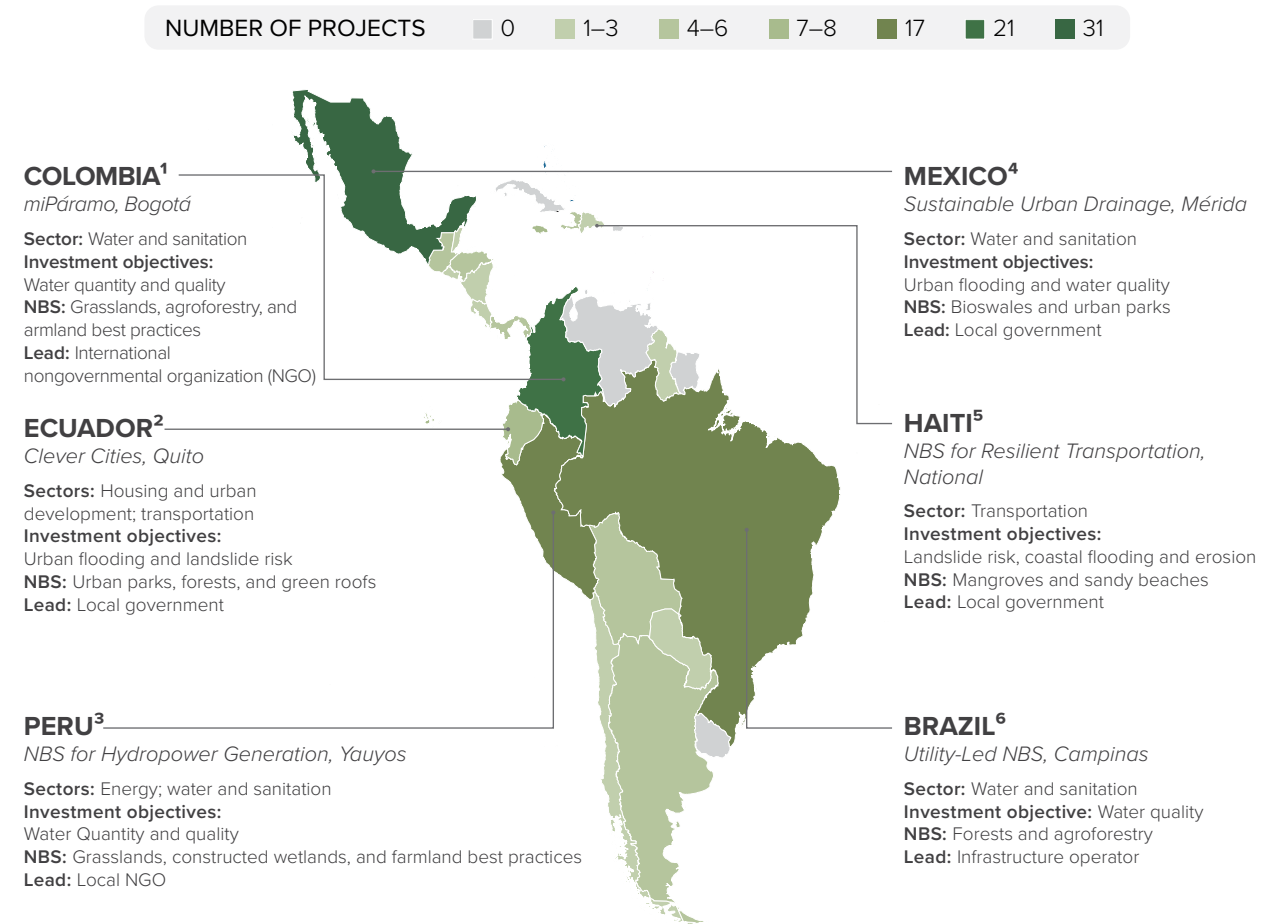 NUMBER OF PROJECTS 0 1–3 4–6 7–8 17 21 31
COLOMBIA¹
miPáramo, Bogotá
Sector: Water and sanitation
Investment objectives:
Water quantity and quality
NBS: Grasslands, agroforestry, and
armland best practices
Lead: International
nongovernmental organization (NGO)
ECUADOR²
Clever Cities, Quito
Sectors: Housing and urban
development; transportation
Investment objectives:
Urban flooding and landslide risk
NBS: Urban parks, forests, and green roofs
Lead: Local government
PERU³
NBS for Hydropower Generation, Yauyos
Sectors: Energy; water and sanitation
Investment objectives:
Water Quantity and quality
NBS: Grasslands, constructed wetlands, and farmland best practices
Lead: Local NGO
MEXICO⁴
Sustainable Urban Drainage, Mérida
Sector: Water and sanitation
Investment objectives:
Urban flooding and water quality
NBS: Bioswales and urban parks
Lead: Local government
HAITI⁵
NBS for Resilient Transportation,
National
Sector: Transportation
Investment objectives:
Landslide risk, coastal flooding and erosion
NBS: Mangroves and sandy beaches
Lead: Local government
BRAZIL⁶
Utility-Led NBS, Campinas
Sector: Water and sanitation
Investment objective: Water quality
NBS: Forests and agroforestry
Lead: Infrastructure operator